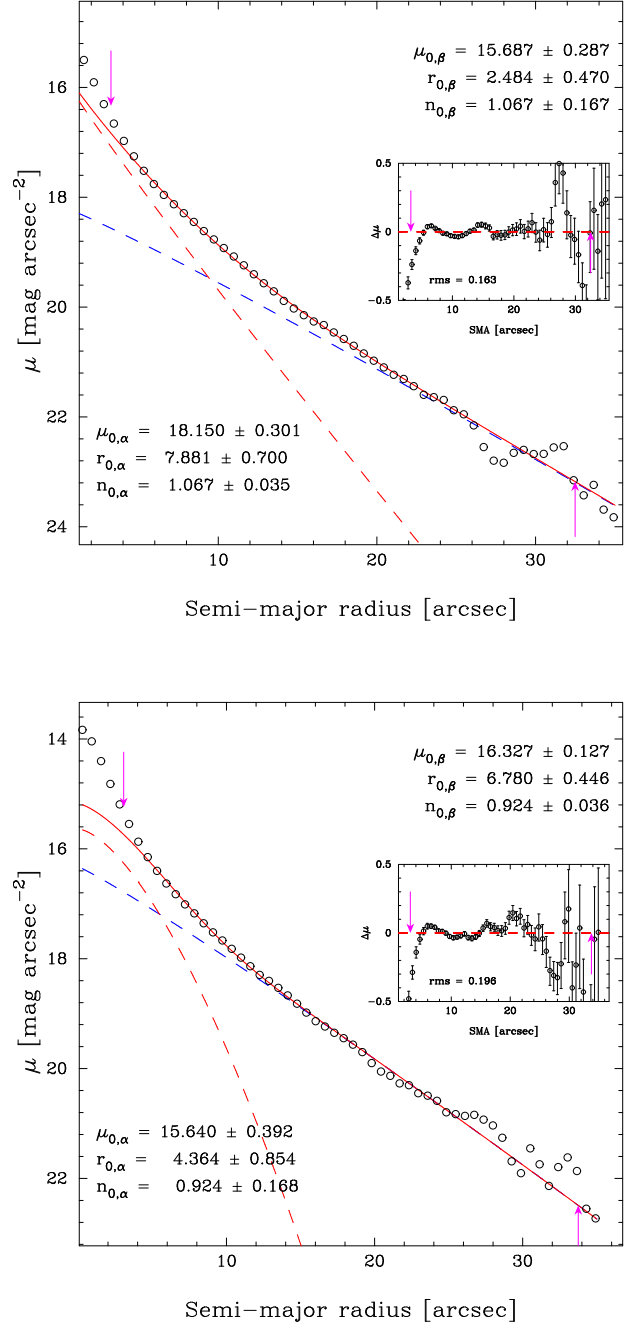 μ0,β = 15.687 ± 0.287
r0,β = 2.484 ± 0.470
n0,β = 1.067 ± 0.167
16
18
20
22
24
μ [mag arcsec−2]
0.5
0
−0.5
Δμ
rms = 0.163
10 20 30
SMA [arcsec]
μ0,α = 18.150 ± 0.301
r0,α = 7.881 ± 0.700
n0,α = 1.067 ± 0.035
10 20 30
Semi−major radius [arcsec]
μ0,β = 16.327 ± 0.127
r0,β = 6.780 ± 0.446
n0,β = 0.924 ± 0.036
14
16
18
20
22
μ [mag arcsec−2]
0.5
0
−0.5
Δμ
rms = 0.196
10 20 30
SMA [arcsec]
μ0,α = 15.640 ± 0.392
r0,α = 4.364 ± 0.854
n0,α = 0.924 ± 0.168
10 20 30
Semi−major radius [arcsec]